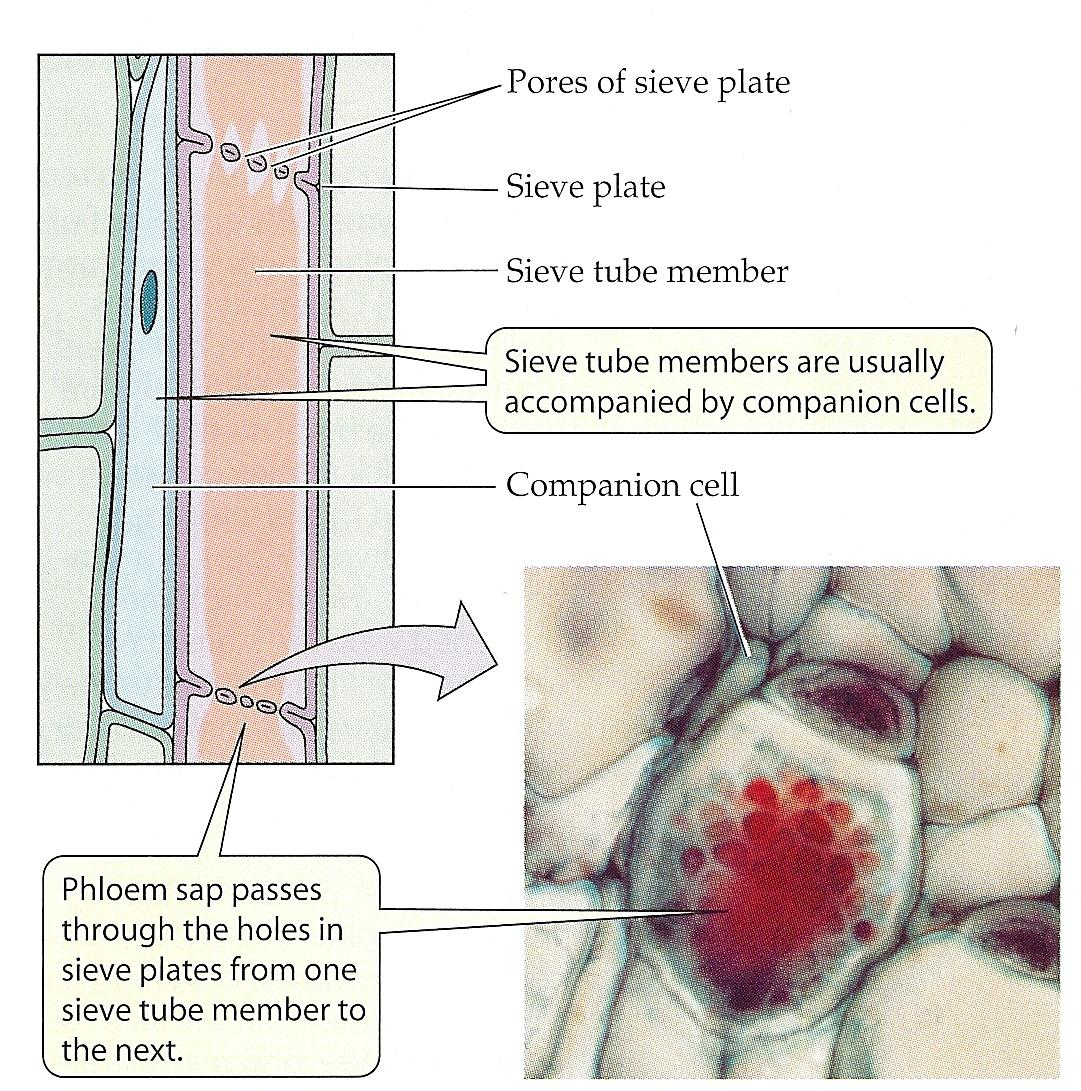 Pores of sieve plate
Sieve plate
Sieve tube member
Sieve tube members are usually
accompanied by companion cells.
Companion cell
Phloem sap passes
through the holes in
sieve plates from one
sieve tube member to
the next.